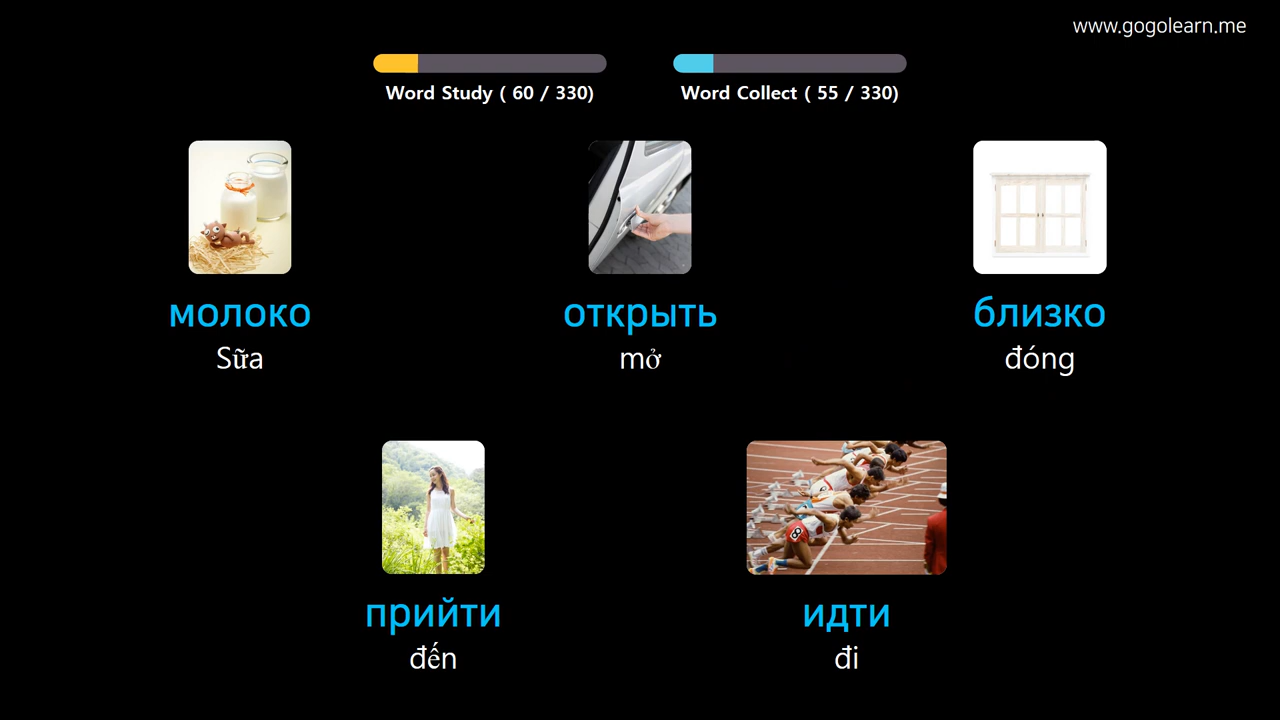 www.gogolearn.me
Word Study ( 60 / 330)
Word Collect ( 55 / 330)
молоко
Sữa
открыть
mở
близко
đóng
прийти
đến
идти
đi